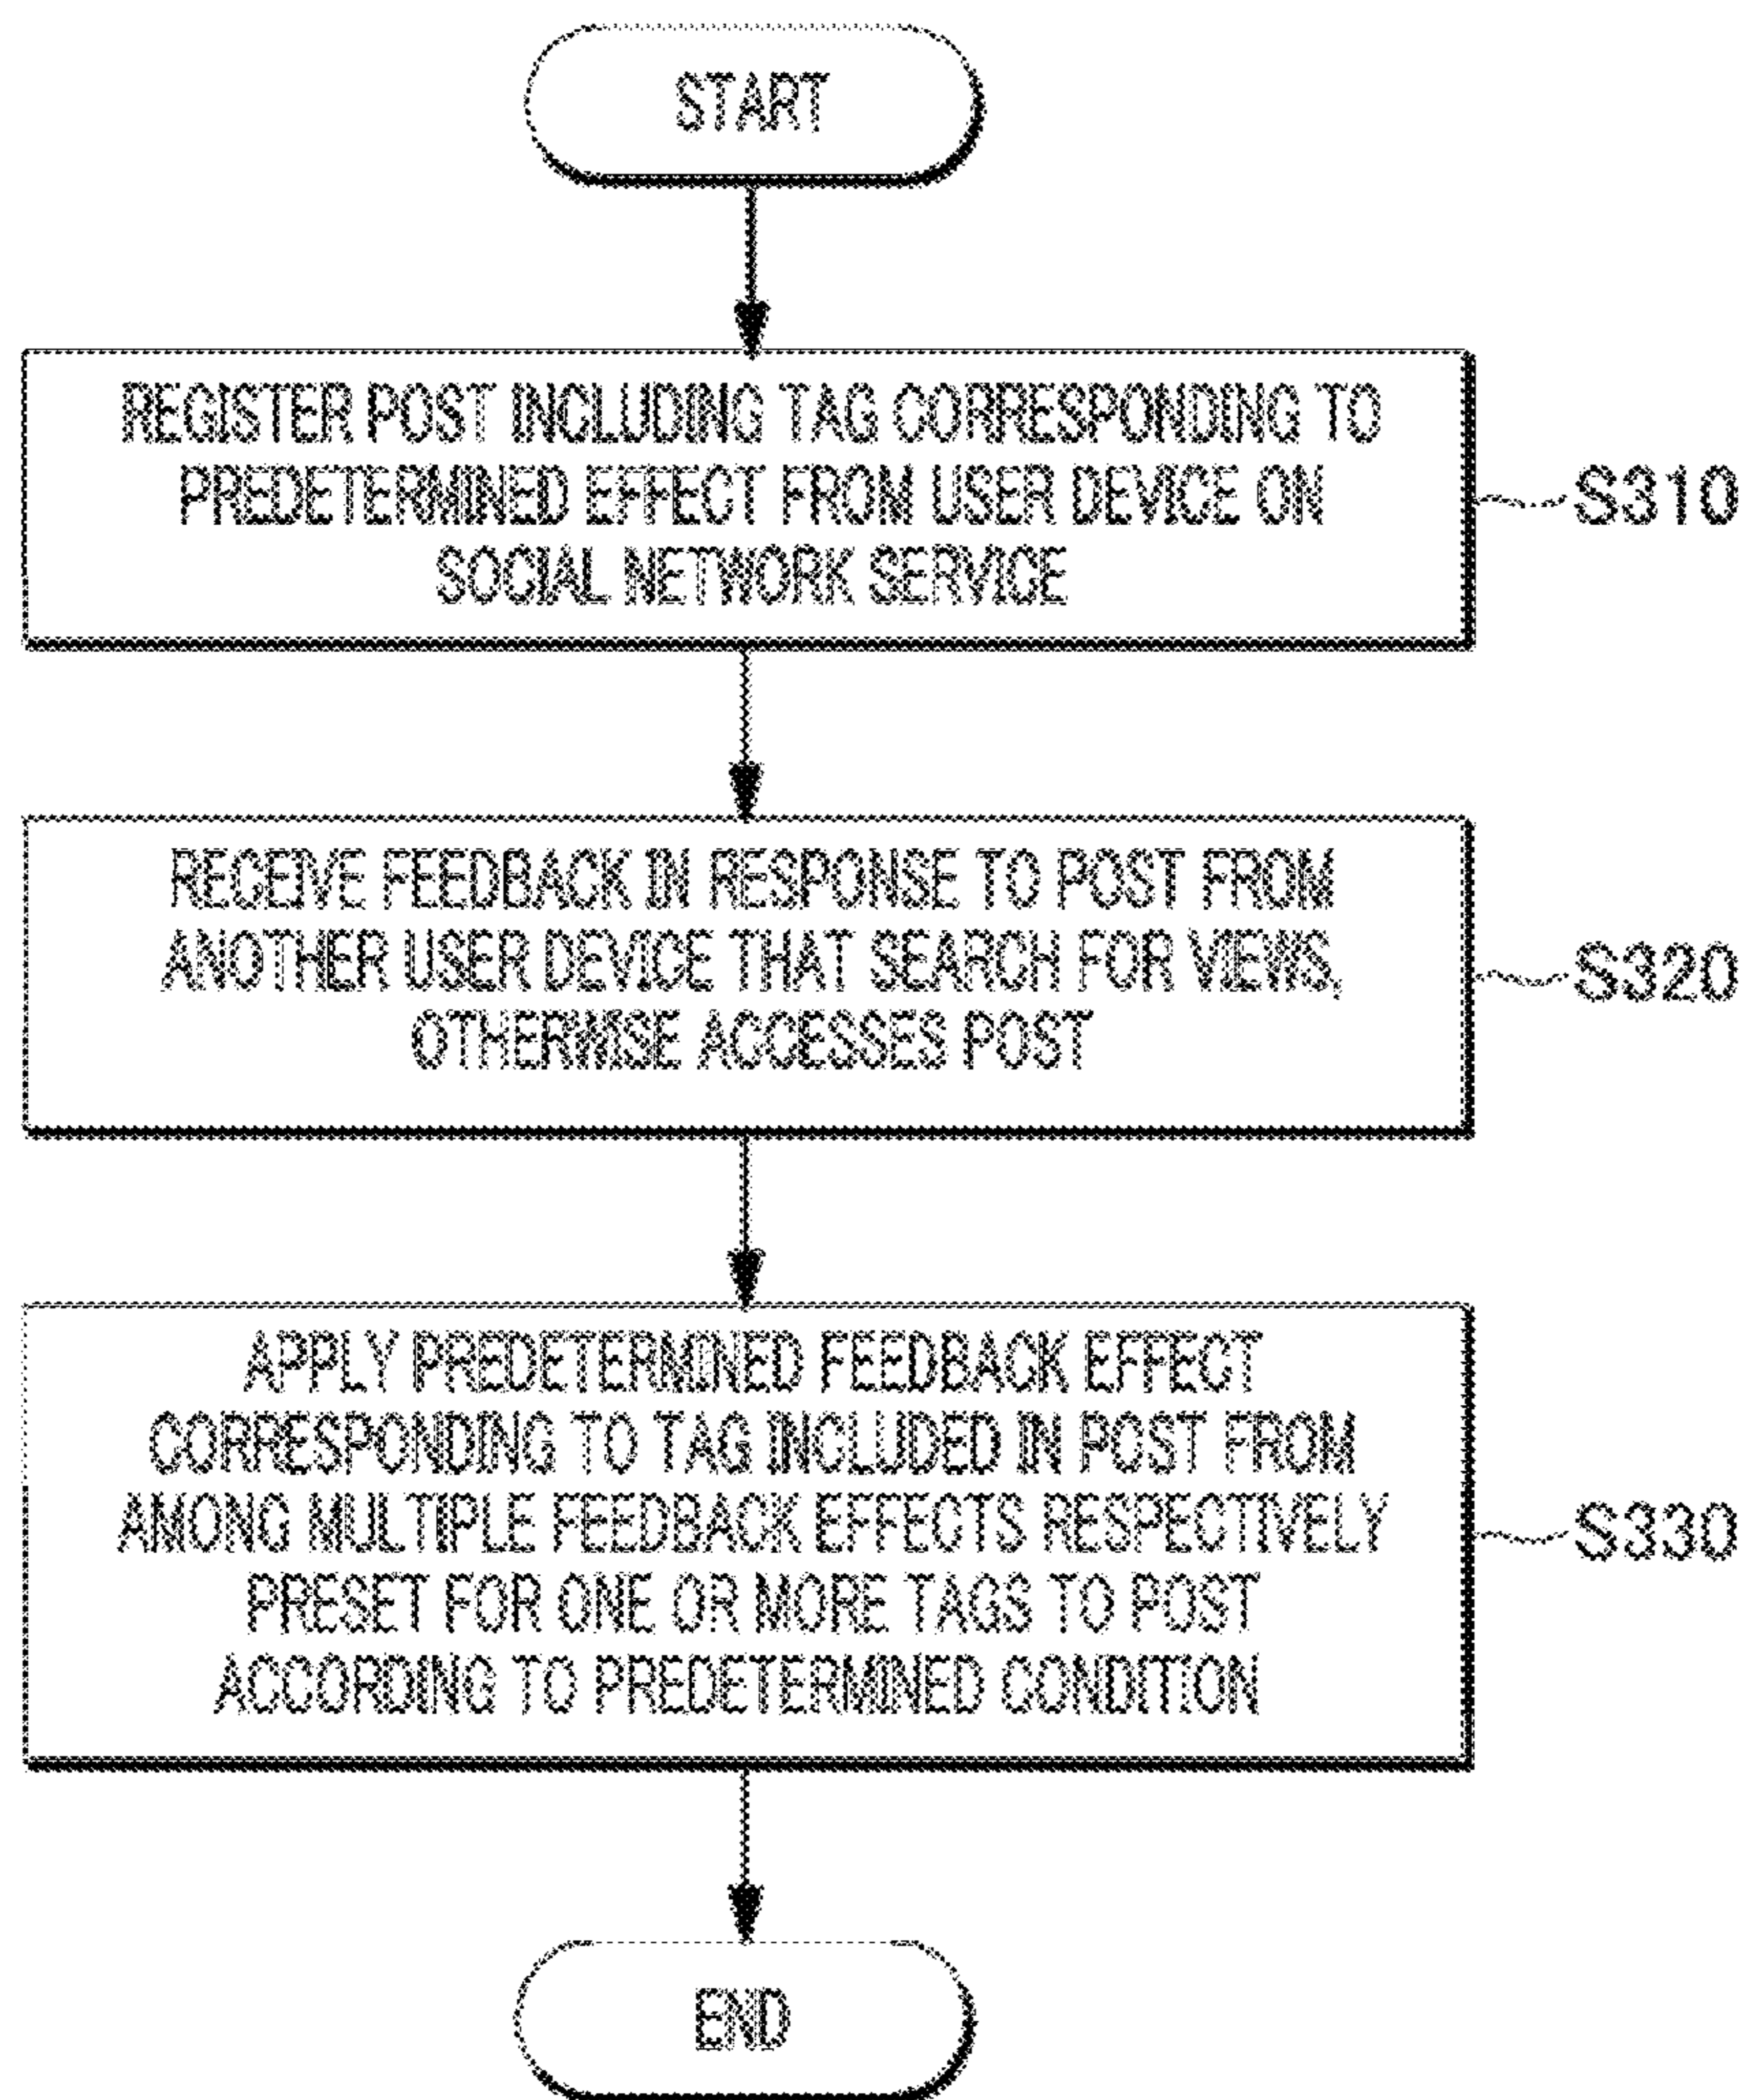 START
REGISTER POST INCLUDING TAG CORRESPONDING TO
PREDETERMINED EFFECT FROM USER DEVICE ON
SOCIAL NETWORK SERVICE
S310
RECEIVE FEEDBACK IN RESPONSE TO POST FROM
ANOTHER USER DEVICE THAT SEARCH FOR VIEWS,
OTHERWISE ACCESSES POST
S320
APPLY PREDETERMINED FEEDBACK EFFECT
CORRESPONDING TO TAG INCLUDED IN POST FROM
AMONG MULTIPLE FEEDBACK EFFECTS RESPECTIVELY
PRESET FOR ONE OR MORE TAGS TO POST
ACCORDING TO PREDETERMINED CONDITION
S330
END